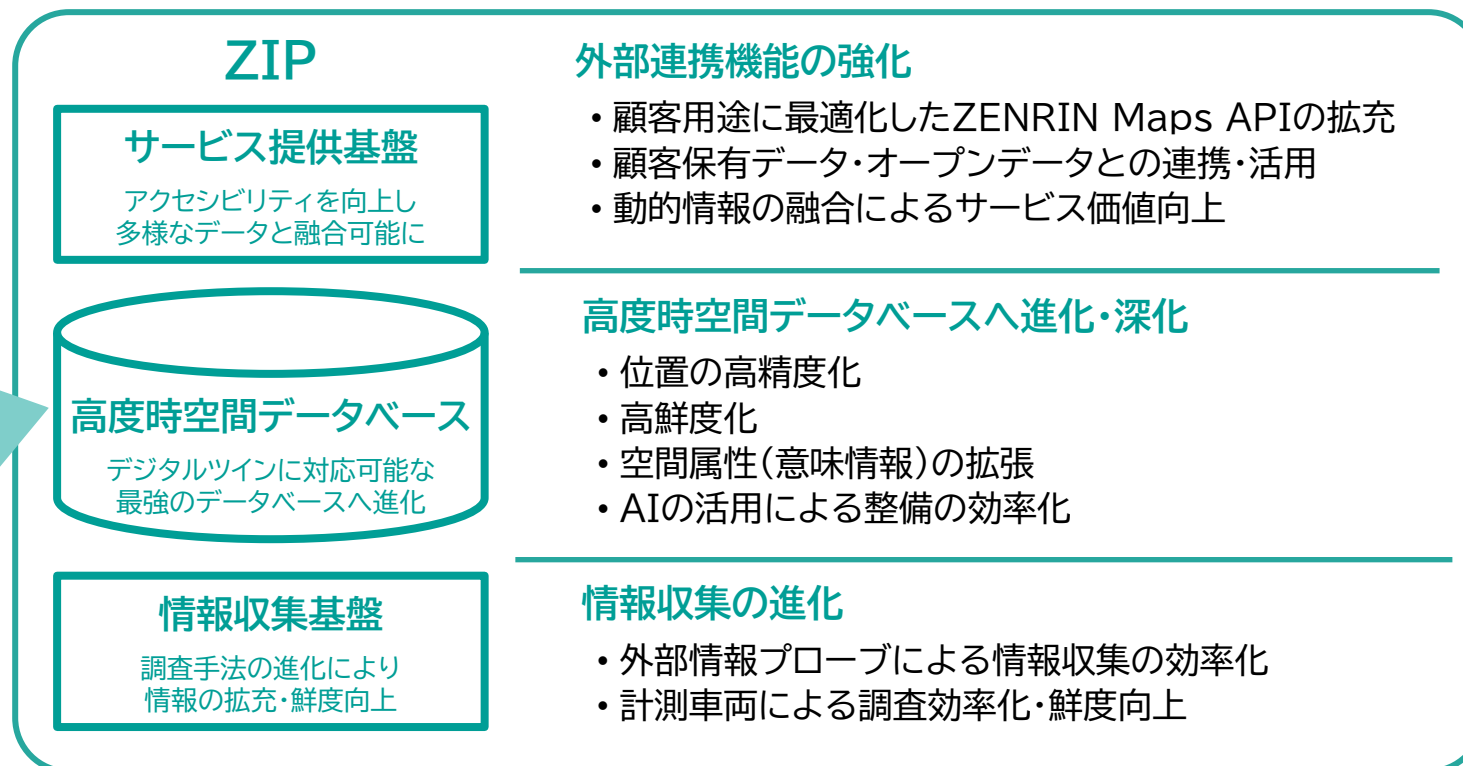 ZIP
サービス提供基盤
アクセシビリティを向上し
多様なデータと融合可能に
外部連携機能の強化
・顧客用途に最適化したZENRIN Maps APIの拡充
・顧客保有データ・オープンデータとの連携・活用
・動的情報の融合によるサービス価値向上
高度時空間データベース
デジタルツインに対応可能な
最強のデータベースへ進化
高度時空間データベースへ進化・深化
・位置の高精度化
・高鮮度化
・空間属性(意味情報)の拡張
・AIの活用による整備の効率化
情報収集基盤
調査手法の進化により
情報の拡充・鮮度向上
情報収集の進化
・外部情報プローブによる情報収集の効率化
・計測車両による調査効率化・鮮度向上